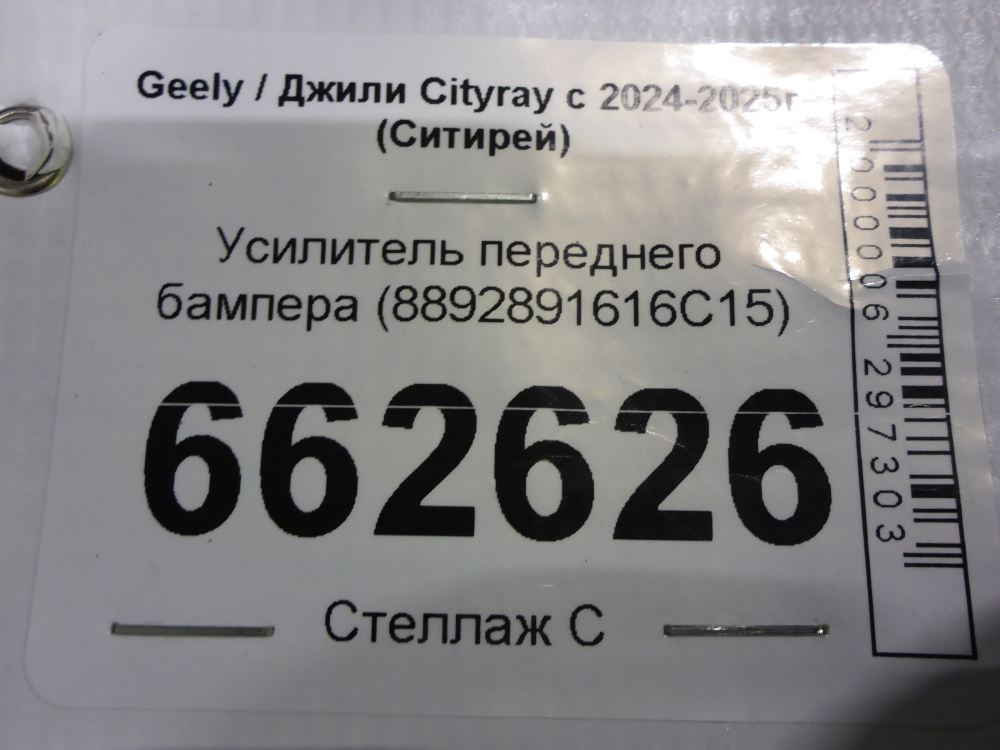 Geely / Джили Cityray с 2024-2025г
(Ситирей)
Усилитель переднего
бампера (8892891616C15)
662626
Стеллаж С
2000006297303